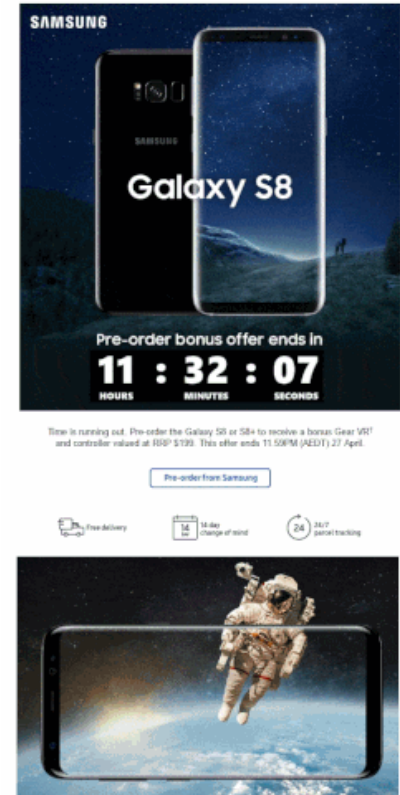 SAMSUNG
SAMSUNG
Galaxy S8
Pre-order bonus offer ends in
11 : 32 : 07
HOURS MINUTES SECONDS
Time is running out. Pre-order the Galaxy S8 or S8+ to receive a bonus Gear VR†
and controller valued at RRP $199. This offer ends 11.59PM (AEDT) 27 April.
Pre-order from Samsung
Free delivery
14
14 day
change of mind
24
24/7
parcel tracking